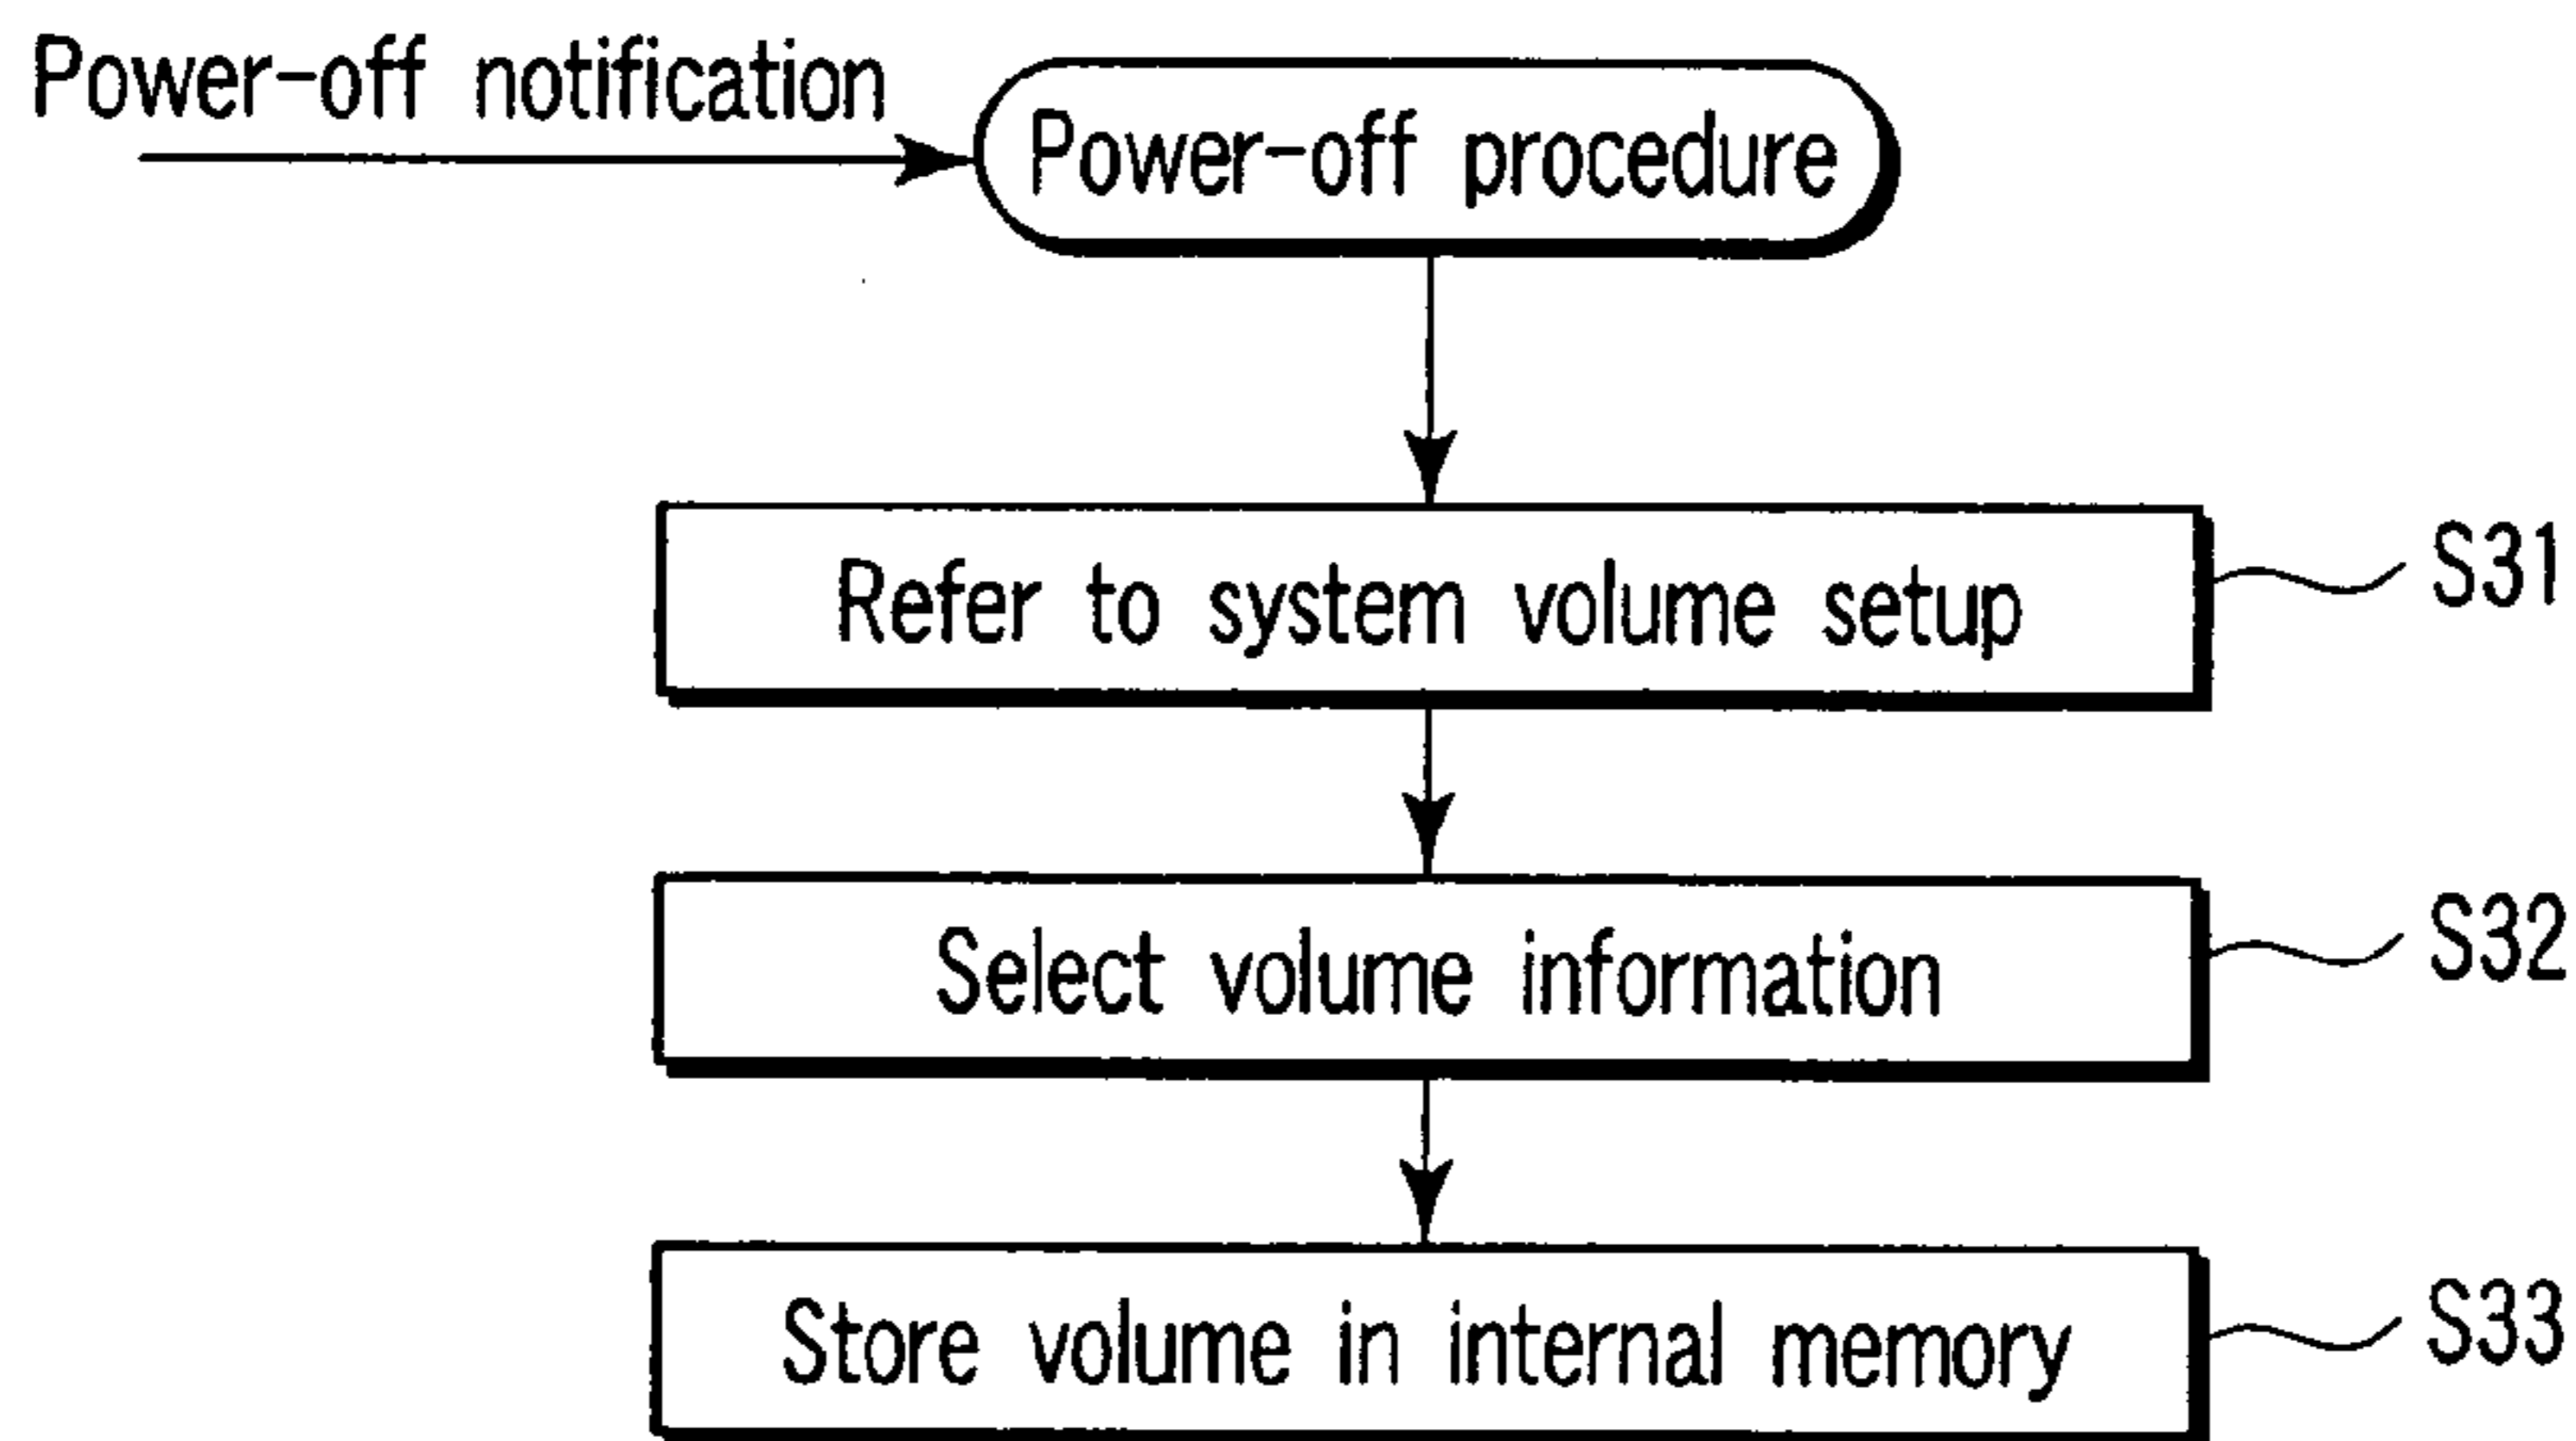 Power-off notification
Power-off procedure
Refer to system volume setup
S31
Select volume information
S32
Store volume in internal memory
S33